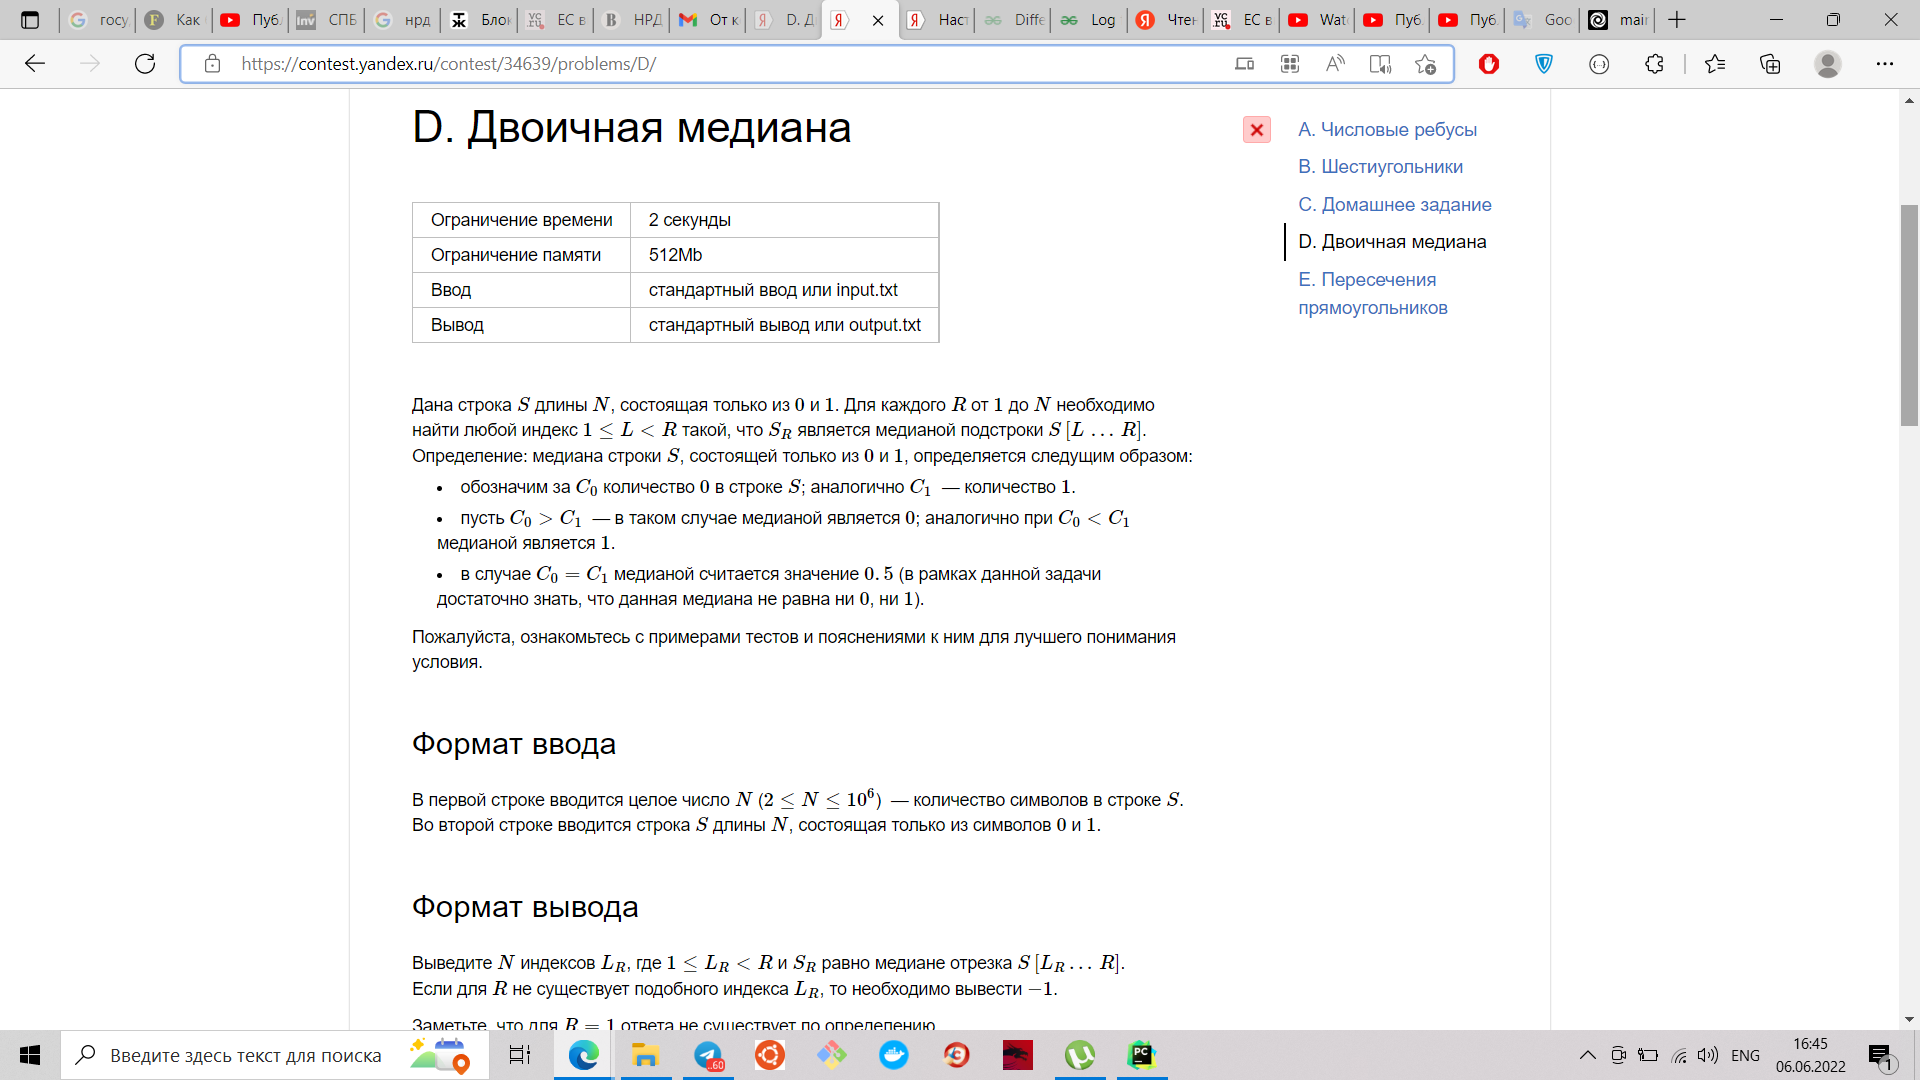 госу
Как
Пуб
СПБ
нрд
Блок
ЕС в
НРД
От к
D. Д
Наст
Diffe
Log
Чтен
ЕС в
Wat
Пуб
Пуб
Goo
mair
https://contest.yandex.ru/contest/34639/problems/D/
D. Двоичная медиана
Ограничение времени 2 секунды
Ограничение памяти 512Mb
Ввод стандартный ввод или input.txt
Вывод стандартный вывод или output.txt
A. Числовые ребусы
B. Шестиугольники
C. Домашнее задание
D. Двоичная медиана
E. Пересечения
прямоугольников
Дана строка S длины N, состоящая только из 0 и 1. Для каждого R от 1 до N необходимо
найти любой индекс 1 ≤ L < R такой, что S_R является медианой подстроки S [L … R].
Определение: медиана строки S, состоящей только из 0 и 1, определяется следущим образом:
• обозначим за C_0 количество 0 в строке S; аналогично C_1 — количество 1.
• пусть C_0 > C_1 — в таком случае медианой является 0; аналогично при C_0 < C_1
медианой является 1.
• в случае C_0 = C_1 медианой считается значение 0.5 (в рамках данной задачи
достаточно знать, что данная медиана не равна ни 0, ни 1).
Пожалуйста, ознакомьтесь с примерами тестов и пояснениями к ним для лучшего понимания
условия.
Формат ввода
В первой строке вводится целое число N (2 ≤ N ≤ 10^6) — количество символов в строке S.
Во второй строке вводится строка S длины N, состоящая только из символов 0 и 1.
Формат вывода
Выведите N индексов L_R, где 1 ≤ L_R < R и S_R равно медиане отрезка S [L_R … R].
Если для R не существует подобного индекса L_R, то необходимо вывести −1.
Заметьте, что для R = 1 ответа не существует по определению
Введите здесь текст для поиска
..60
ENG
16:45
06.06.2022
1